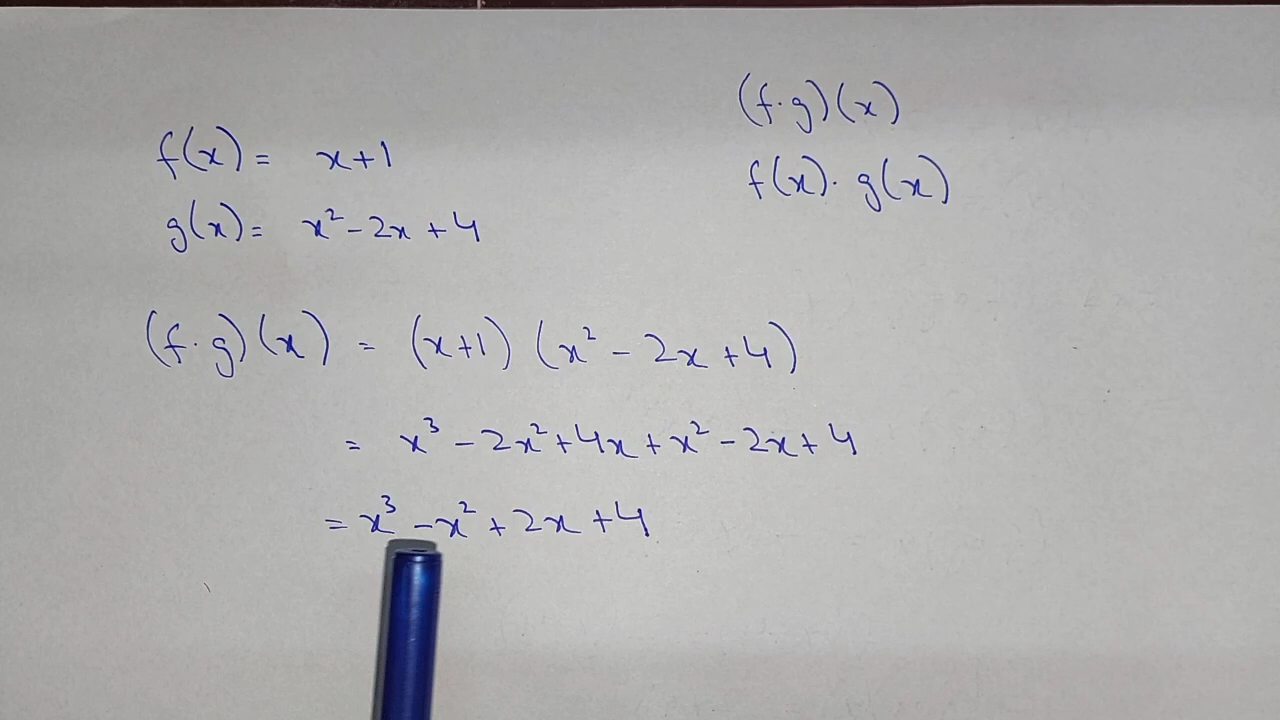 (f·g)(x)
f(x)= x+1
f(x)· g(x)
g(x)= x²-2x+4
(f·g)(x) = (x+1) (x²-2x+4)
= x³-2x²+4x+x²-2x+4
= x³-x²+2x+4